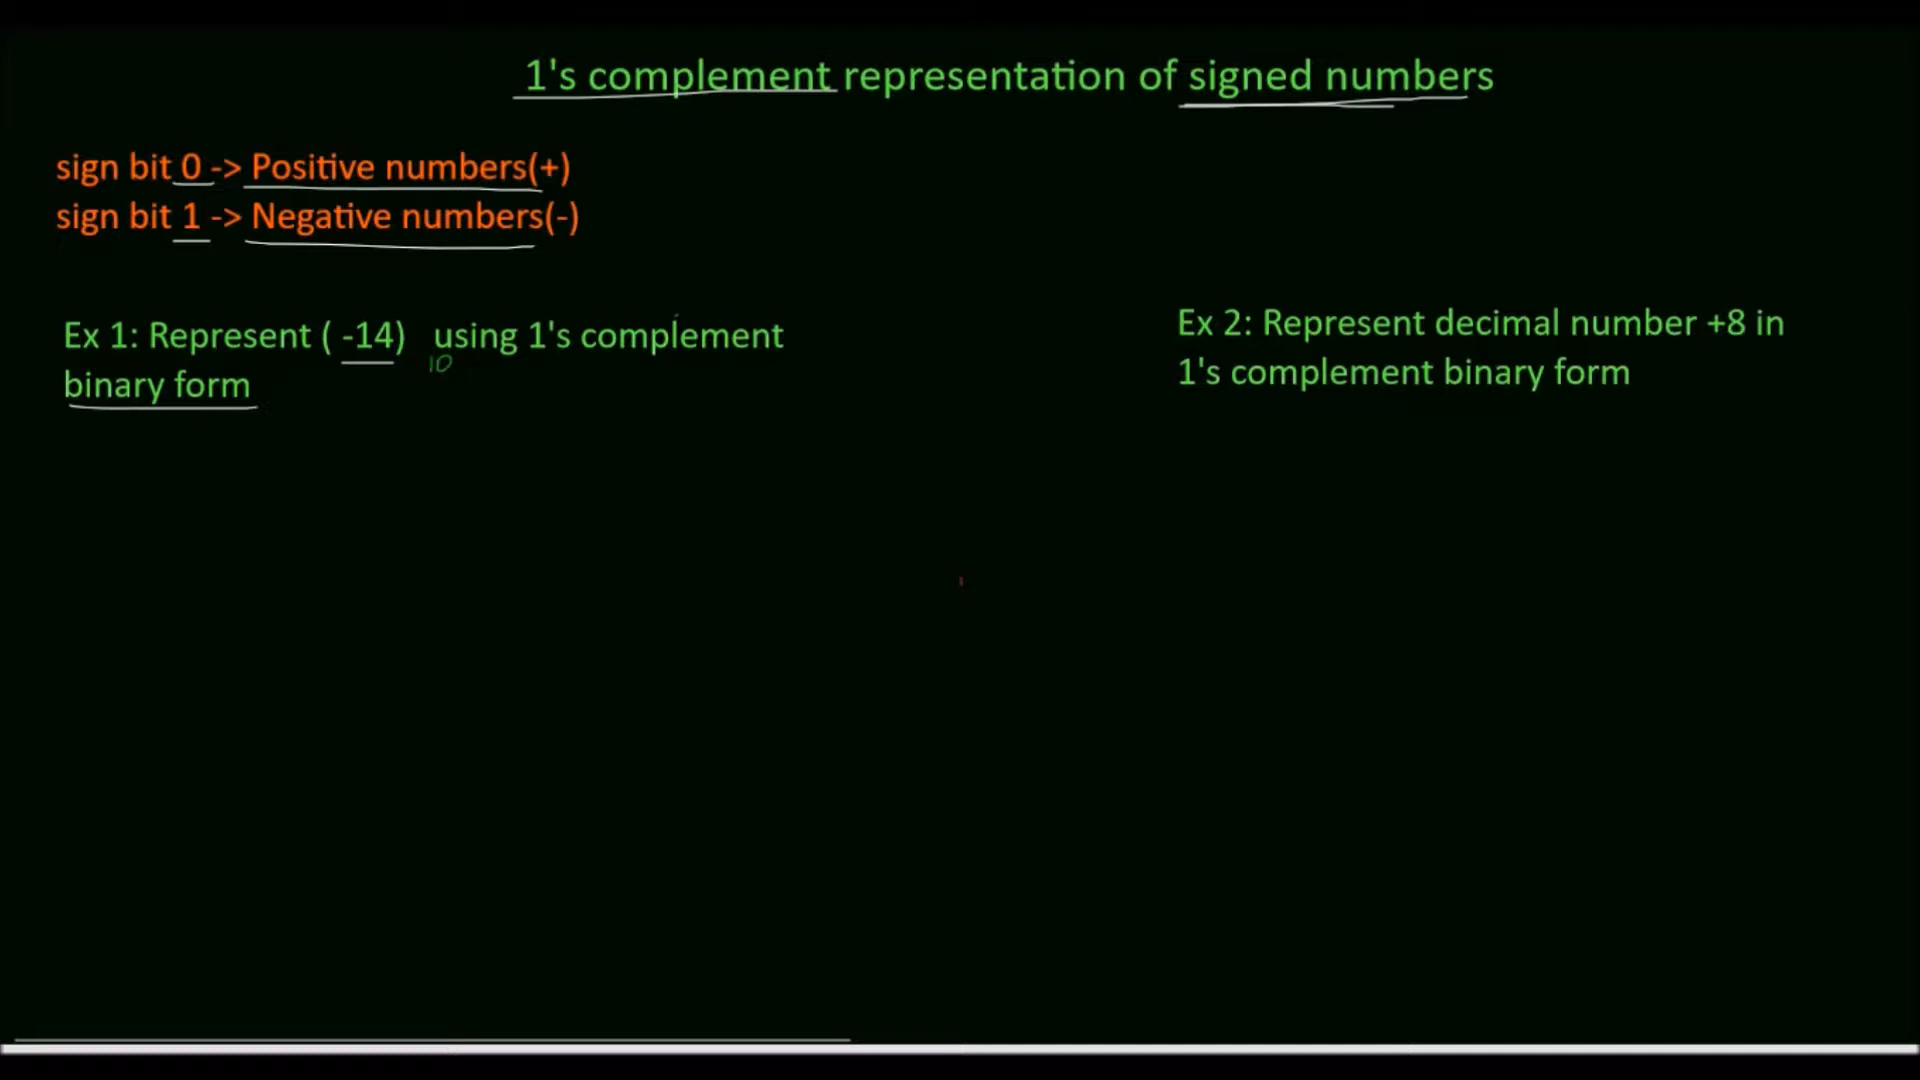 1's complement representation of signed numbers
sign bit 0 -> Positive numbers(+)
sign bit 1 -> Negative numbers(-)
Ex 1: Represent ( -14)   using 1's complement
10
binary form
Ex 2: Represent decimal number +8 in
1's complement binary form